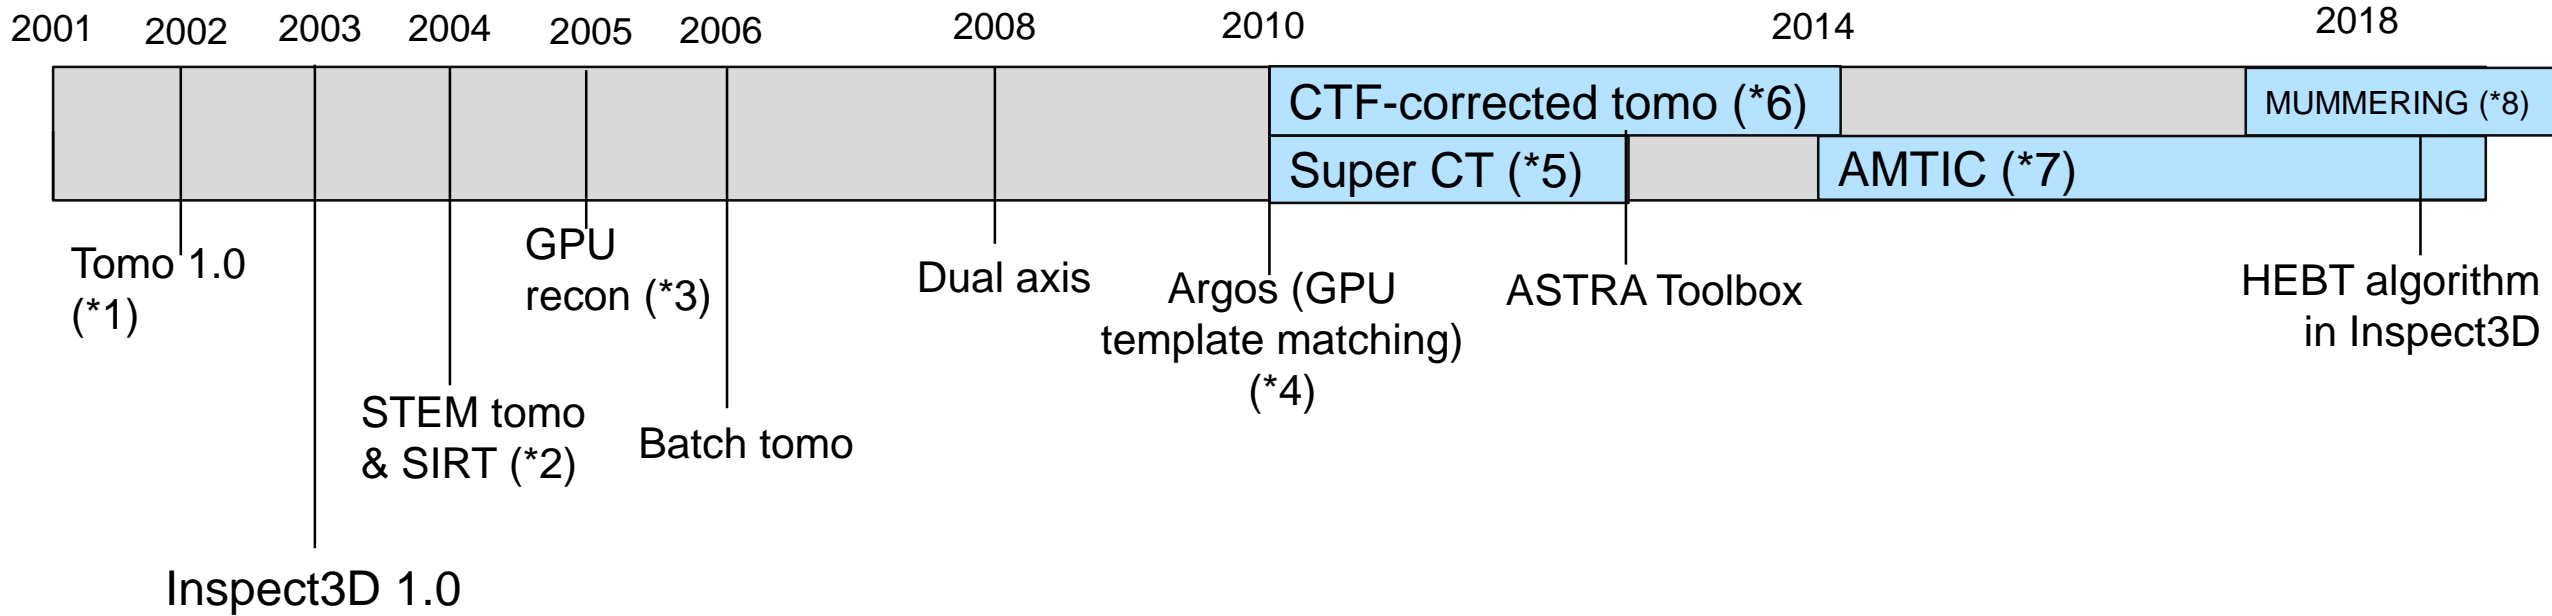 2001 2002 2003 2004 2005 2006 2008 2010 2014 2018
CTF-corrected tomo (*6)
MUMMERING (*8)
Super CT (*5)
AMTIC (*7)
Tomo 1.0
(*1)
Inspect3D 1.0
STEM tomo
& SIRT (*2)
GPU
recon (*3)
Batch tomo
Dual axis
Argos (GPU
template matching)
(*4)
ASTRA Toolbox
HEBT algorithm
in Inspect3D